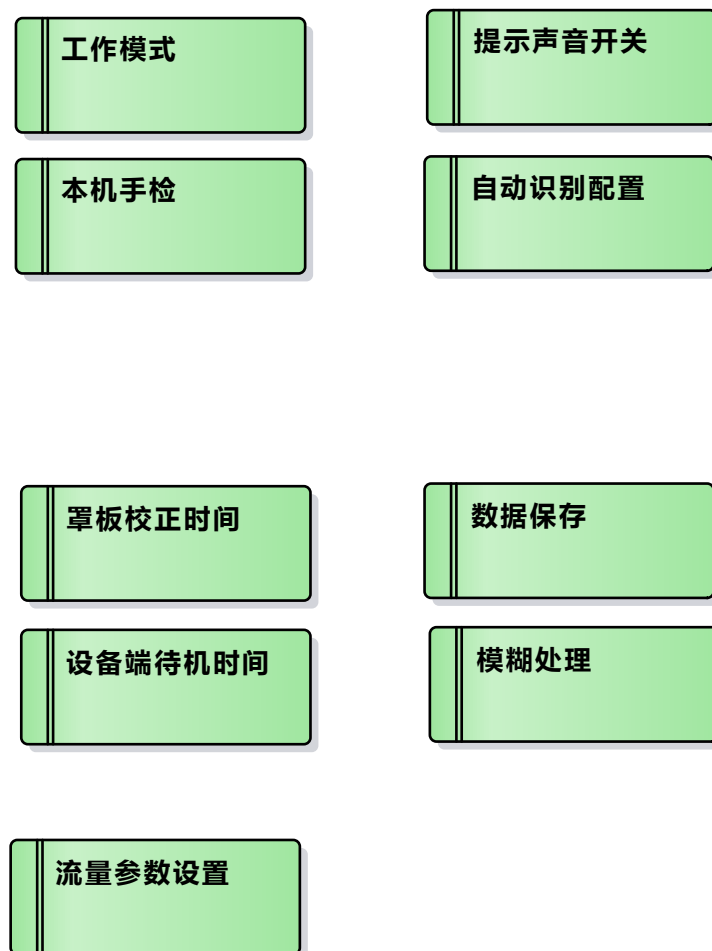 工作模式
提示声音开关
本机手检
自动识别配置
罩板校正时间
数据保存
设备端待机时间
模糊处理
流量参数设置